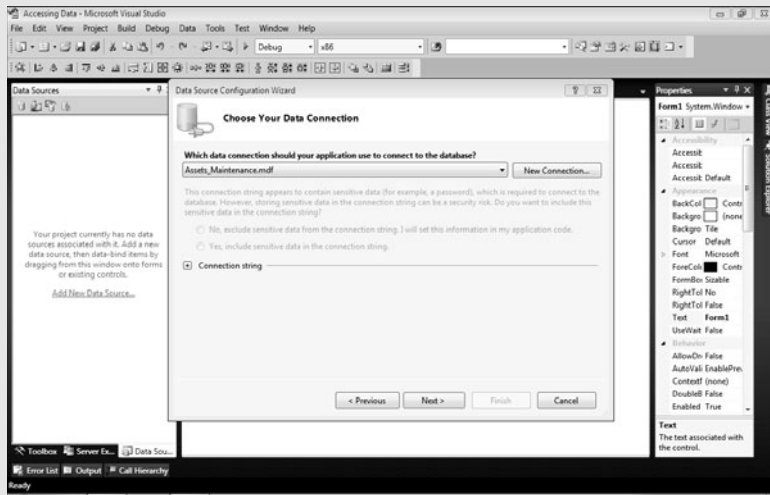 Accessing Data - Microsoft Visual Studio
File Edit View Project Build Debug Data Tools Test Window Help
Debug x86
Data Sources
Your project currently has no data
sources associated with it. Add a new
data source, then data-bind items by
dragging from this window onto forms
or existing controls.
Add New Data Source...
Toolbox Server Ex... Data Sou...
Error List Output Call Hierarchy
Ready
Data Source Configuration Wizard
Choose Your Data Connection
Which data connection should your application use to connect to the database?
Assets_Maintenance.mdf
New Connection...
This connection string appears to contain sensitive data (for example, a password), which is required to connect to the
database. However, storing sensitive data in the connection string can be a security risk. Do you want to include this
sensitive data in the connection string?
No, exclude sensitive data from the connection string. I will set this information in my application code.
Yes, include sensitive data in the connection string.
Connection string
< Previous Next > Finish Cancel
Properties
Form1 System.Window
Accessibility
Accessit
Accessit
Accessit Default
Appearance
BackCol Contr
Backgro (none
Backgro Tile
Cursor Default
Font Microsoft
ForeColo Contr
FormBor Sizable
RightTol No
RightTol False
Text Form1
UseWait False
Behavior
AllowDr False
AutoVali EnablePre
Contextf (none)
DoubleB False
Enabled True
Text
The text associated with
the control.
Class View
Solution Explorer